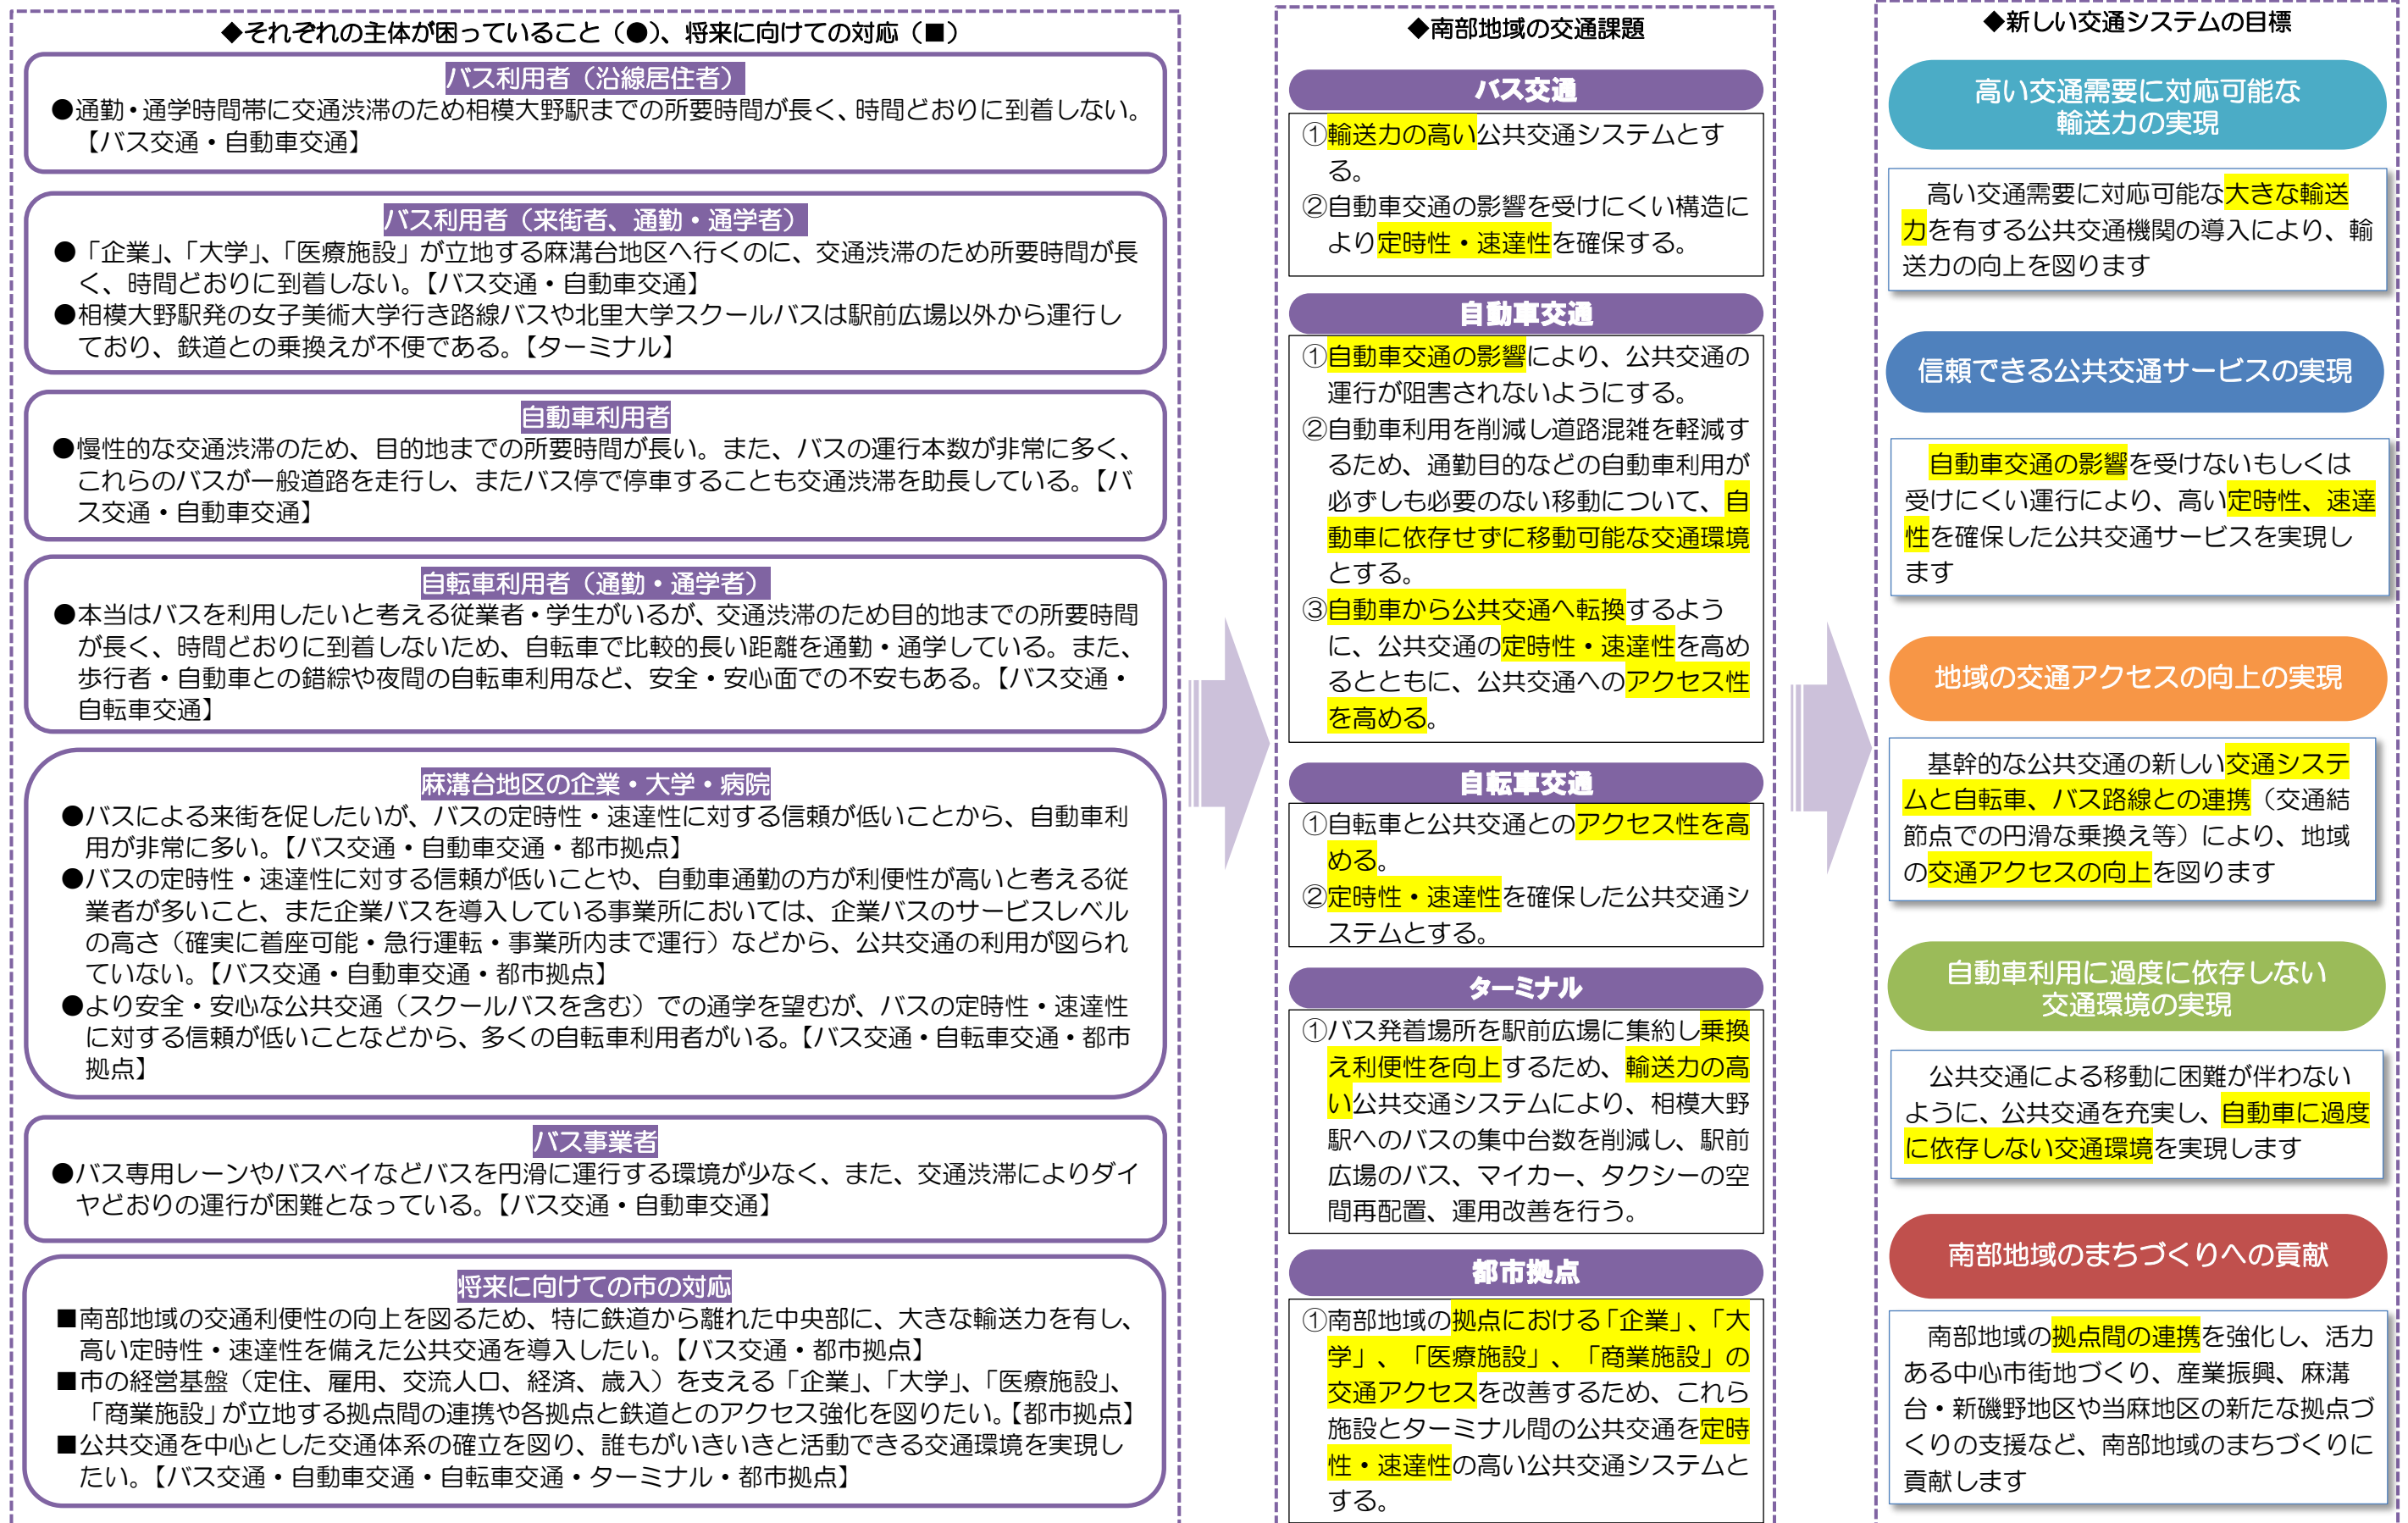 ◆それぞれの主体が困っていること（●）、将来に向けての対応（■）
バス利用者（沿線居住者）
●通勤・通学時間帯に交通渋滞のため相模大野駅までの所要時間が長く、時間どおりに到着しない。
【バス交通・自動車交通】
バス利用者（来街者、通勤・通学者）
●「企業」、「大学」、「医療施設」が立地する麻溝台地区へ行くのに、交通渋滞のため所要時間が長
く、時間どおりに到着しない。【バス交通・自動車交通】
●相模大野駅発の女子美術大学行き路線バスや北里大学スクールバスは駅前広場以外から運行し
ており、鉄道との乗換えが不便である。【ターミナル】
自動車利用者
●慢性的な交通渋滞のため、目的地までの所要時間が長い。また、バスの運行本数が非常に多く、
これらのバスが一般道路を走行し、またバス停で停車することも交通渋滞を助長している。【バ
ス交通・自動車交通】
自転車利用者（通勤・通学者）
●本当はバスを利用したいと考える従業者・学生がいるが、交通渋滞のため目的地までの所要時間
が長く、時間どおりに到着しないため、自転車で比較的長い距離を通勤・通学している。また、
歩行者・自動車との錯綜や夜間の自転車利用など、安全・安心面での不安もある。【バス交通・
自転車交通】
麻溝台地区の企業・大学・病院
●バスによる来街を促したいが、バスの定時性・速達性に対する信頼が低いことから、自動車利
用が非常に多い。【バス交通・自動車交通・都市拠点】
●バスの定時性・速達性に対する信頼が低いことや、自動車通勤の方が利便性が高いと考える従
業者が多いこと、また企業バスを導入している事業所においては、企業バスのサービスレベル
の高さ（確実に着座可能・急行運転・事業所内まで運行）などから、公共交通の利用が図られ
ていない。【バス交通・自動車交通・都市拠点】
●より安全・安心な公共交通（スクールバスを含む）での通学を望むが、バスの定時性・速達性
に対する信頼が低いことなどから、多くの自転車利用者がいる。【バス交通・自転車交通・都市
拠点】
バス事業者
●バス専用レーンやバスベイなどバスを円滑に運行する環境が少なく、また、交通渋滞によりダイ
ヤどおりの運行が困難となっている。【バス交通・自動車交通】
将来に向けての市の対応
■南部地域の交通利便性の向上を図るため、特に鉄道から離れた中央部に、大きな輸送力を有し、
高い定時性・速達性を備えた公共交通を導入したい。【バス交通・都市拠点】
■市の経営基盤（定住、雇用、交流人口、経済、歳入）を支える「企業」、「大学」、「医療施設」、
「商業施設」が立地する拠点間の連携や各拠点と鉄道とのアクセス強化を図りたい。【都市拠点】
■公共交通を中心とした交通体系の確立を図り、誰もがいきいきと活動できる交通環境を実現し
たい。【バス交通・自動車交通・自転車交通・ターミナル・都市拠点】
◆南部地域の交通課題
バス交通
①輸送力の高い公共交通システムとす
る。
②自動車交通の影響を受けにくい構造に
より定時性・速達性を確保する。
自動車交通
①自動車交通の影響により、公共交通の
運行が阻害されないようにする。
②自動車利用を削減し道路混雑を軽減す
るため、通勤目的などの自動車利用が
必ずしも必要のない移動について、自
動車に依存せずに移動可能な交通環境
とする。
③自動車から公共交通へ転換するよう
に、公共交通の定時性・速達性を高め
るとともに、公共交通へのアクセス性
を高める。
自転車交通
①自転車と公共交通とのアクセス性を高
める。
②定時性・速達性を確保した公共交通シ
ステムとする。
ターミナル
①バス発着場所を駅前広場に集約し乗換
え利便性を向上するため、輸送力の高
い公共交通システムにより、相模大野
駅へのバスの集中台数を削減し、駅前
広場のバス、マイカー、タクシーの空
間再配置、運用改善を行う。
都市拠点
①南部地域の拠点における「企業」、「大
学」、「医療施設」、「商業施設」の
交通アクセスを改善するため、これら
施設とターミナル間の公共交通を定時
性・速達性の高い公共交通システムと
する。
◆新しい交通システムの目標
高い交通需要に対応可能な
輸送力の実現
高い交通需要に対応可能な大きな輸送
力を有する公共交通機関の導入により、輸
送力の向上を図ります
信頼できる公共交通サービスの実現
自動車交通の影響を受けないもしくは
受けにくい運行により、高い定時性、速達
性を確保した公共交通サービスを実現し
ます
地域の交通アクセスの向上の実現
基幹的な公共交通の新しい交通システ
ムと自転車、バス路線との連携（交通結
節点での円滑な乗換え等）により、地域
の交通アクセスの向上を図ります
自動車利用に過度に依存しない
交通環境の実現
公共交通による移動に困難が伴わない
ように、公共交通を充実し、自動車に過度
に依存しない交通環境を実現します
南部地域のまちづくりへの貢献
南部地域の拠点間の連携を強化し、活力
ある中心市街地づくり、産業振興、麻溝
台・新磯野地区や当麻地区の新たな拠点づ
くりの支援など、南部地域のまちづくりに
貢献します